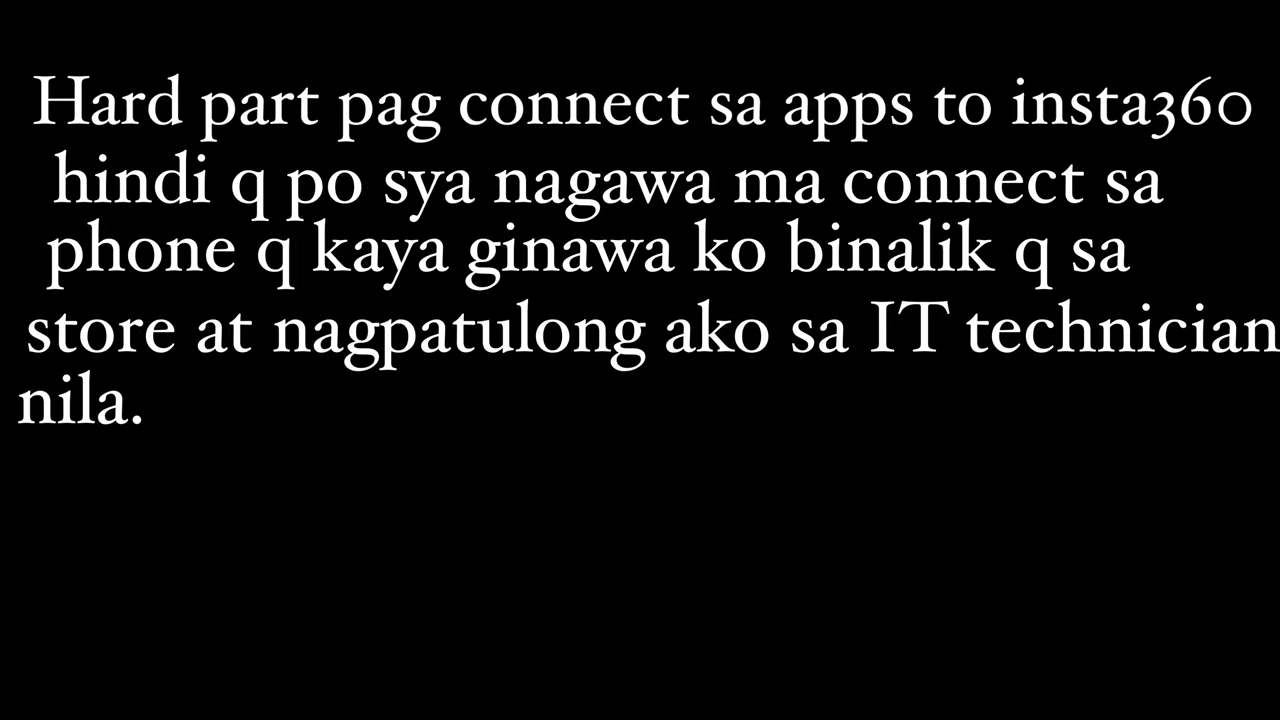 Hard part pag connect sa apps to insta360
hindi q po sya nagawa ma connect sa
phone q kaya ginawa ko binalik q sa
store at nagpatulong ako sa IT technician
nila.